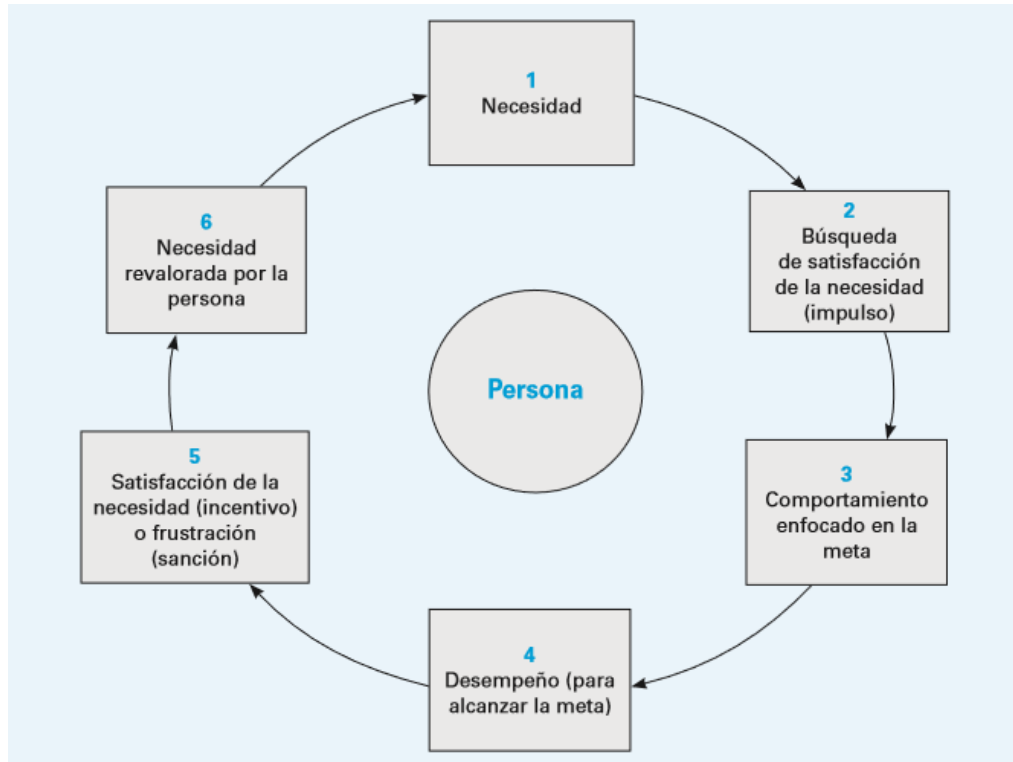 1
Necesidad
2
Búsqueda
de satisfacción
de la necesidad
(impulso)
3
Comportamiento
enfocado en la
meta
4
Desempeño (para
alcanzar la meta)
5
Satisfacción de la
necesidad (incentivo)
o frustración
(sanción)
6
Necesidad
revalorada por la
persona
Persona